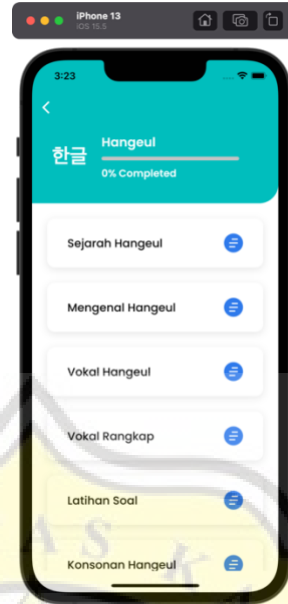 iPhone 13
iOS 15.5
3:23
한글
Hangeul
0% Completed
Sejarah Hangeul
Mengenal Hangeul
Vokal Hangeul
Vokal Rangkap
Latihan Soal
Konsonan Hangeul